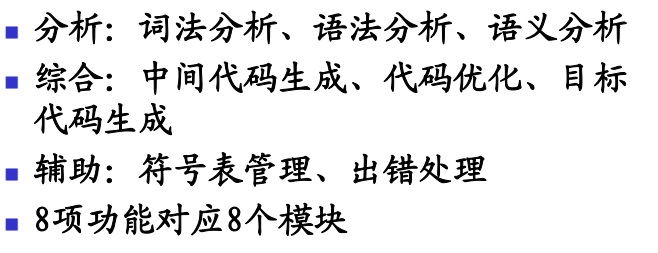 分析：词法分析、语法分析、语义分析
综合：中间代码生成、代码优化、目标
代码生成
辅助：符号表管理、出错处理
8项功能对应8个模块